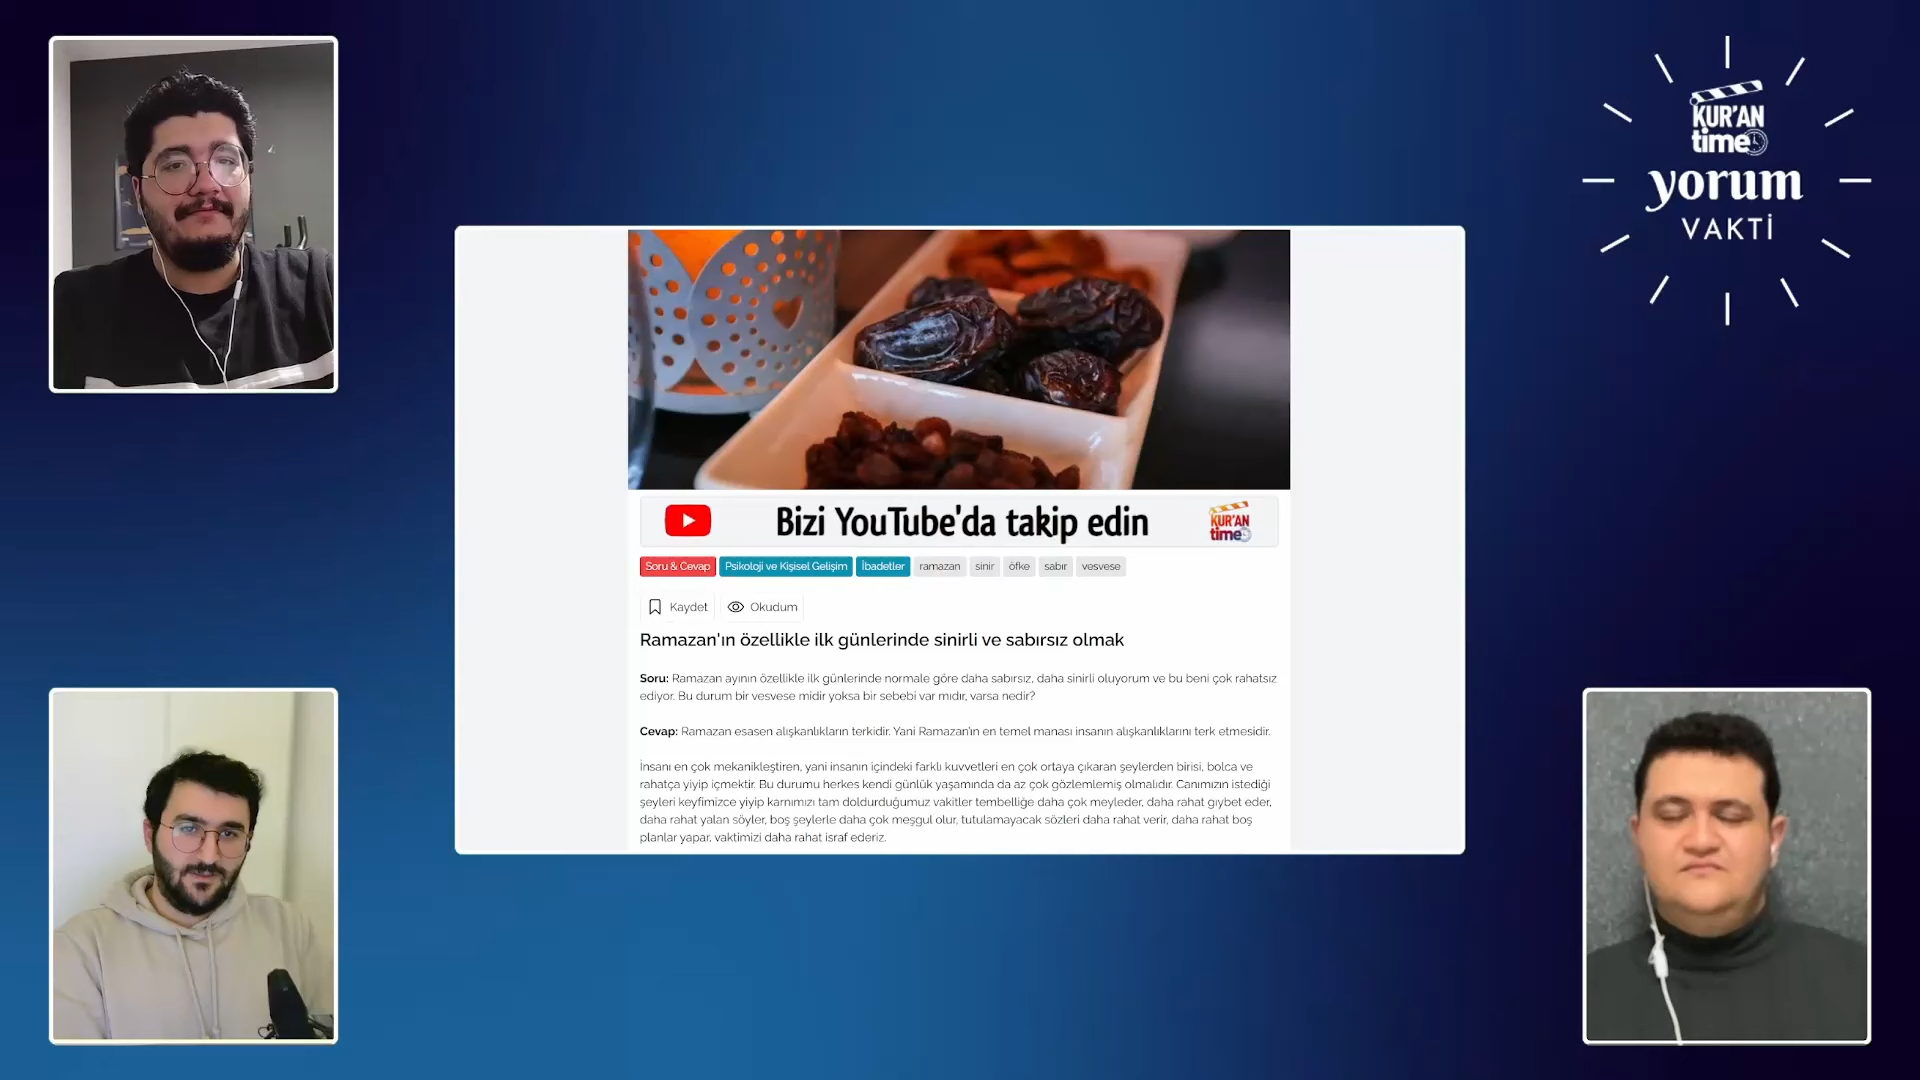 KUR'AN
time
yorum
VAKTİ
Bizi YouTube'da takip edin
KUR'AN
time
Soru & Cevap Psikoloji ve Kişisel Gelişim İbadetler ramazan sinir öfke sabır vesvese
Kaydet Okudum
Ramazan'ın özellikle ilk günlerinde sinirli ve sabırsız olmak
Soru: Ramazan ayının özellikle ilk günlerinde normale göre daha sabırsız, daha sinirli oluyorum ve bu beni çok rahatsız
ediyor. Bu durum bir vesvese midir yoksa bir sebebi var mıdır, varsa nedir?
Cevap: Ramazan esasen alışkanlıkların terkidir. Yani Ramazan'ın en temel manası insanın alışkanlıklarını terk etmesidir.
İnsanı en çok mekanikleştiren, yani insanın içindeki farklı kuvvetleri en çok ortaya çıkaran şeylerden birisi, bolca ve
rahatça yiyip içmektir. Bu durumu herkes kendi günlük yaşamında da az çok gözlemlemiş olmalıdır. Canımızın istediği
şeyleri keyfimizce yiyip karnımızı tam doldurduğumuz vakitler tembelliğe daha çok meyleder, daha rahat gıybet eder,
daha rahat yalan söyler, boş şeylerle daha çok meşgul olur, tutulamayacak sözleri daha rahat verir, daha rahat boş
planlar yapar, vaktimizi daha rahat israf ederiz.